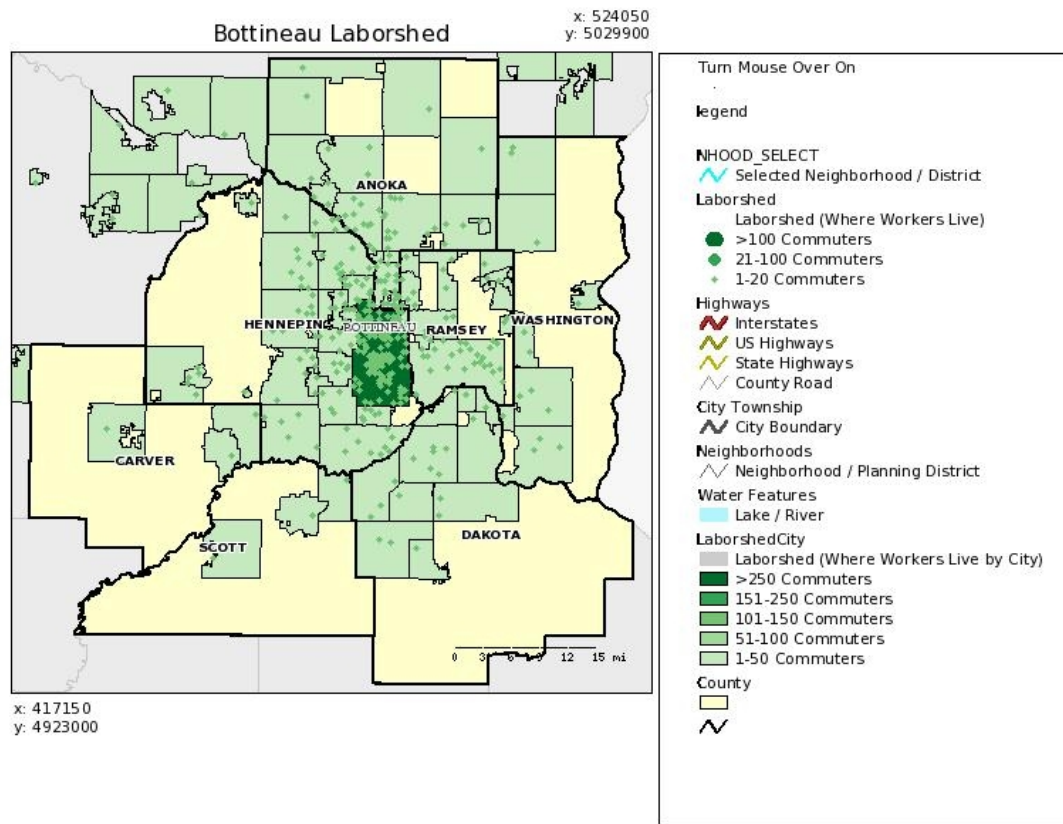 Bottineau Laborshed
x: 524050
y: 5029900
ANOKA
HENNEPIN
BOTTINEAU
RAMSEY
WASHINGTON
CARVER
SCOTT
DAKOTA
0 3 6 9 12 15 mi
x: 417150
y: 4923000
Turn Mouse Over On
legend
NHOOD_SELECT
Selected Neighborhood / District
Laborshed
Laborshed (Where Workers Live)
>100 Commuters
21-100 Commuters
1-20 Commuters
Highways
Interstates
US Highways
State Highways
County Road
City Township
City Boundary
Neighborhoods
Neighborhood / Planning District
Water Features
Lake / River
LaborshedCity
Laborshed (Where Workers Live by City)
>250 Commuters
151-250 Commuters
101-150 Commuters
51-100 Commuters
1-50 Commuters
County